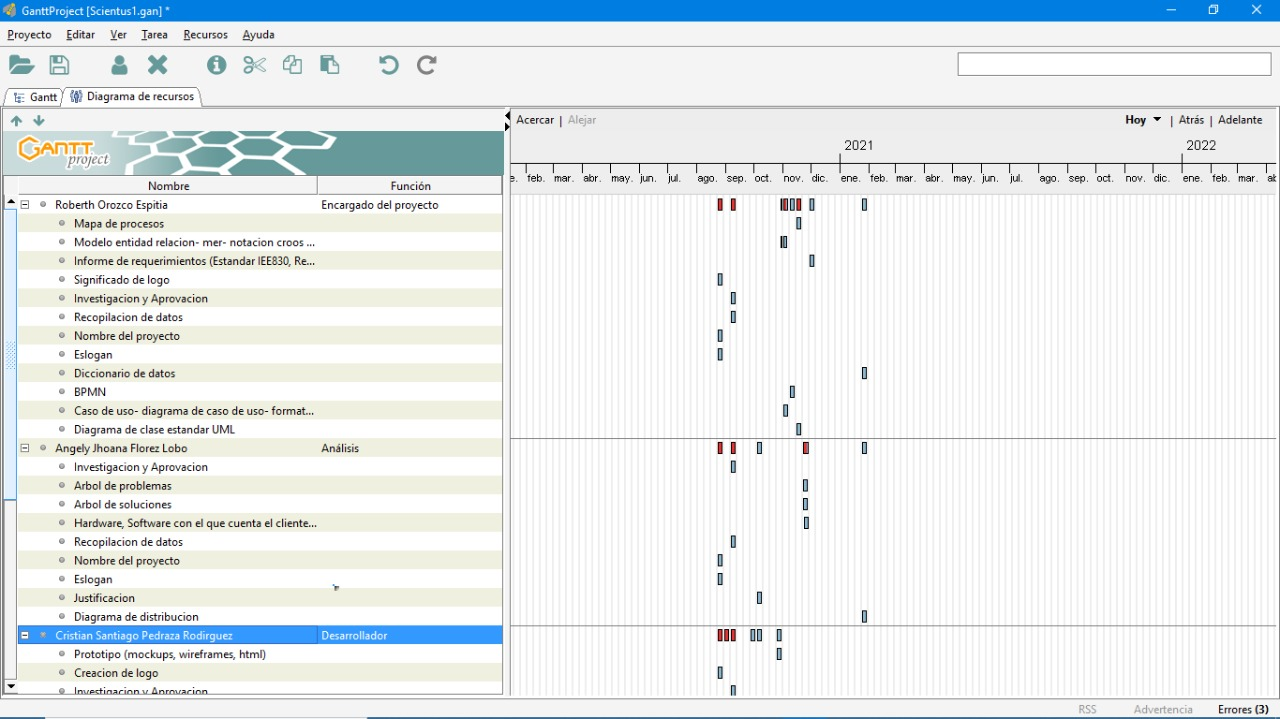 GanttProject [Scientus1.gan] *
Proyecto Editar Ver Tarea Recursos Ayuda
Gantt Diagrama de recursos
Acercar | Alejar Hoy | Atrás | Adelante
GANTT project
2021 2022
e. feb. mar. abr. may. jun. jul. ago. sep. oct. nov. dic. ene. feb. mar. abr. may. jun. jul. ago. sep. oct. nov. dic. ene. feb. mar. ab
Nombre Función
Roberth Orozco Espitia Encargado del proyecto
Mapa de procesos
Modelo entidad relacion- mer- notacion croos ...
Informe de requerimientos (Estandar IEE830, Re...
Significado de logo
Investigacion y Aprovacion
Recopilacion de datos
Nombre del proyecto
Eslogan
Diccionario de datos
BPMN
Caso de uso- diagrama de caso de uso- format...
Diagrama de clase estandar UML
Angely Jhoana Florez Lobo Análisis
Investigacion y Aprovacion
Arbol de problemas
Arbol de soluciones
Hardware, Software con el que cuenta el cliente...
Recopilacion de datos
Nombre del proyecto
Eslogan
Justificacion
Diagrama de distribucion
Cristian Santiago Pedraza Rodirguez Desarrollador
Prototipo (mockups, wireframes, html)
Creacion de logo
Investigacion y Aprovacion
RSS Advertencia Errores (3)